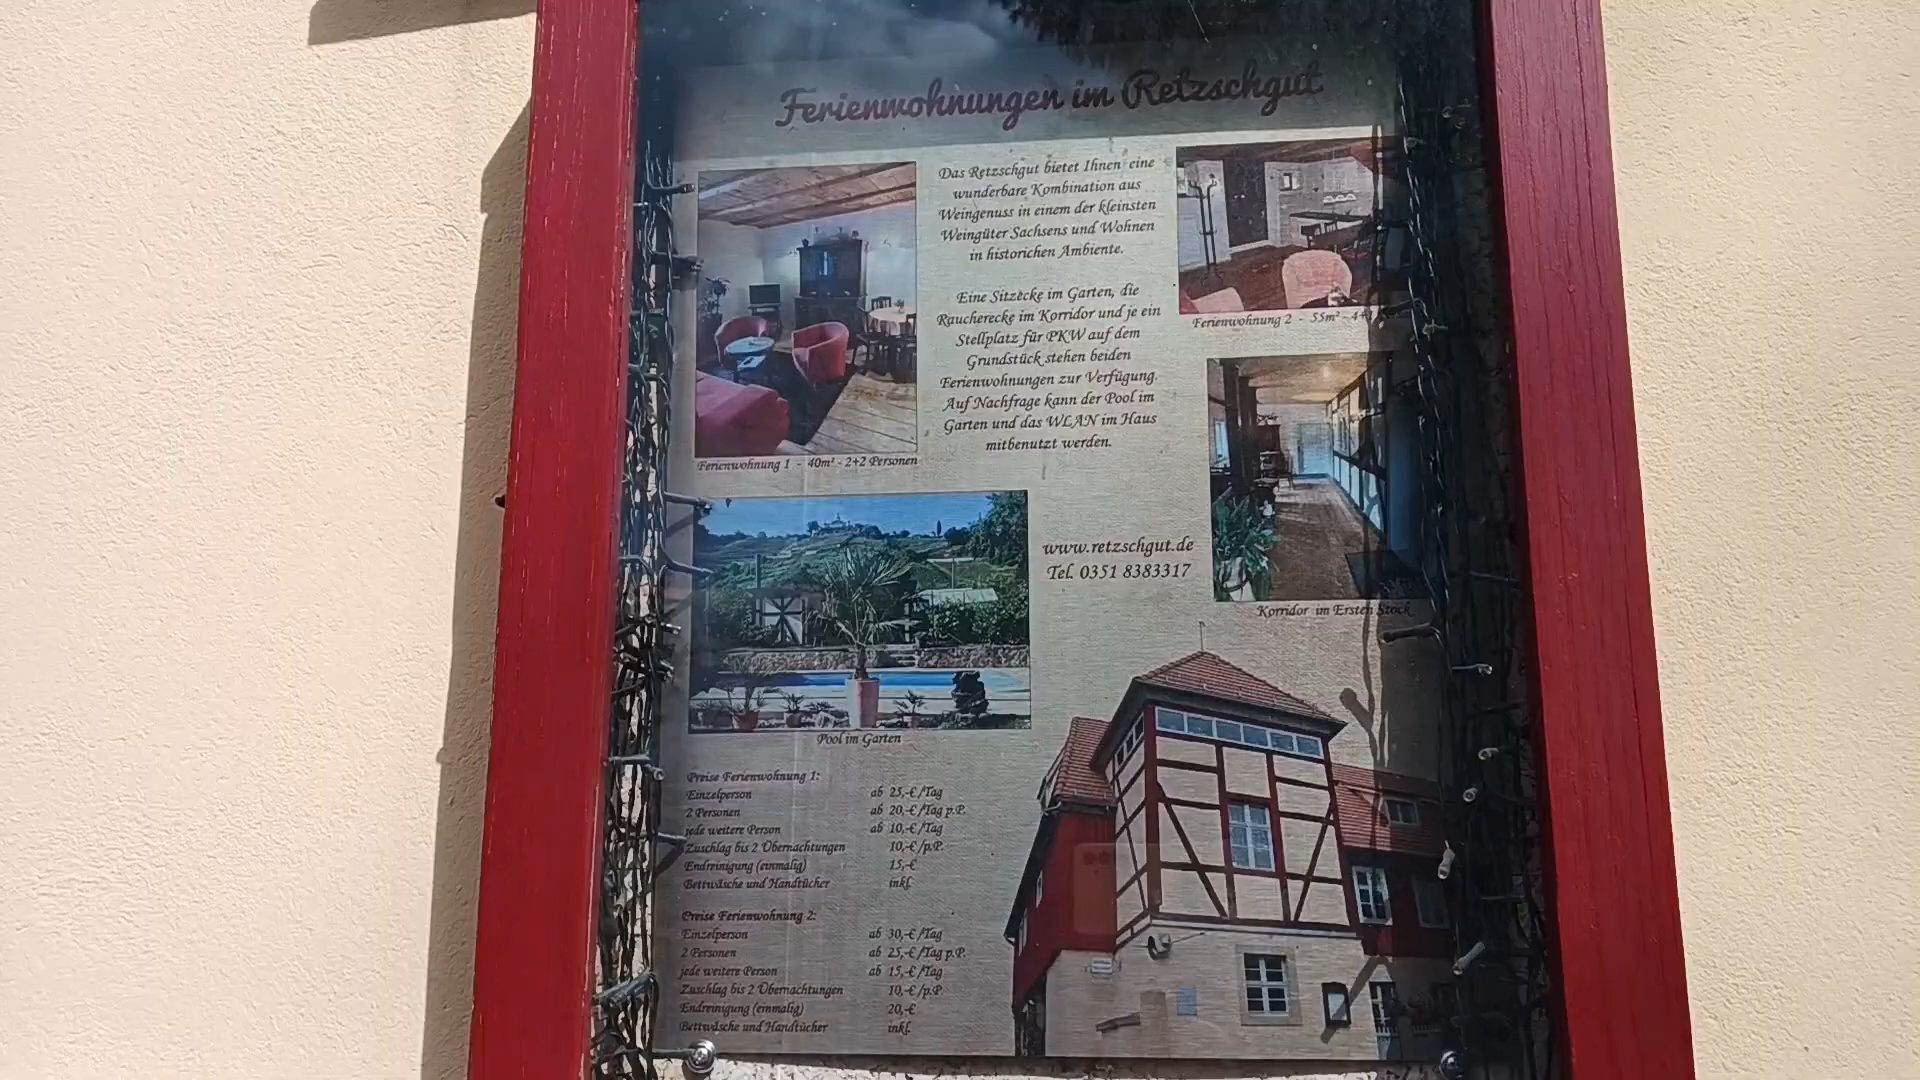 Ferienwohnungen im Retzschgut
Das Retzschgut bietet Ihnen eine
wunderbare Kombination aus
Weingenuss in einem der kleinsten
Weingüter Sachsens und Wohnen
in historichen Ambiente.
Eine Sitzecke im Garten, die
Raucherecke im Korridor und je ein
Stellplatz für PKW auf dem
Grundstück stehen beiden
Ferienwohnungen zur Verfügung.
Auf Nachfrage kann der Pool im
Garten und das WLAN im Haus
mitbenutzt werden.
Ferienwohnung 1 - 40m² - 2+2 Personen
Ferienwohnung 2 - 55m² - 4+1
www.retzschgut.de
Tel. 0351 8383317
Korridor im Ersten Stock
Pool im Garten
Preise Ferienwohnung 1:
Einzelperson ab 25,-€/Tag
2 Personen ab 20,-€/Tag p.P.
jede weitere Person ab 10,-€/Tag
Zuschlag bis 2 Übernachtungen 10,-€/p.P.
Endreinigung (einmalig) 15,-€
Bettwäsche und Handtücher inkl.
Preise Ferienwohnung 2:
Einzelperson ab 30,-€/Tag
2 Personen ab 25,-€/Tag p.P.
jede weitere Person ab 15,-€/Tag
Zuschlag bis 2 Übernachtungen 10,-€/p.P.
Endreinigung (einmalig) 20,-€
Bettwäsche und Handtücher inkl.